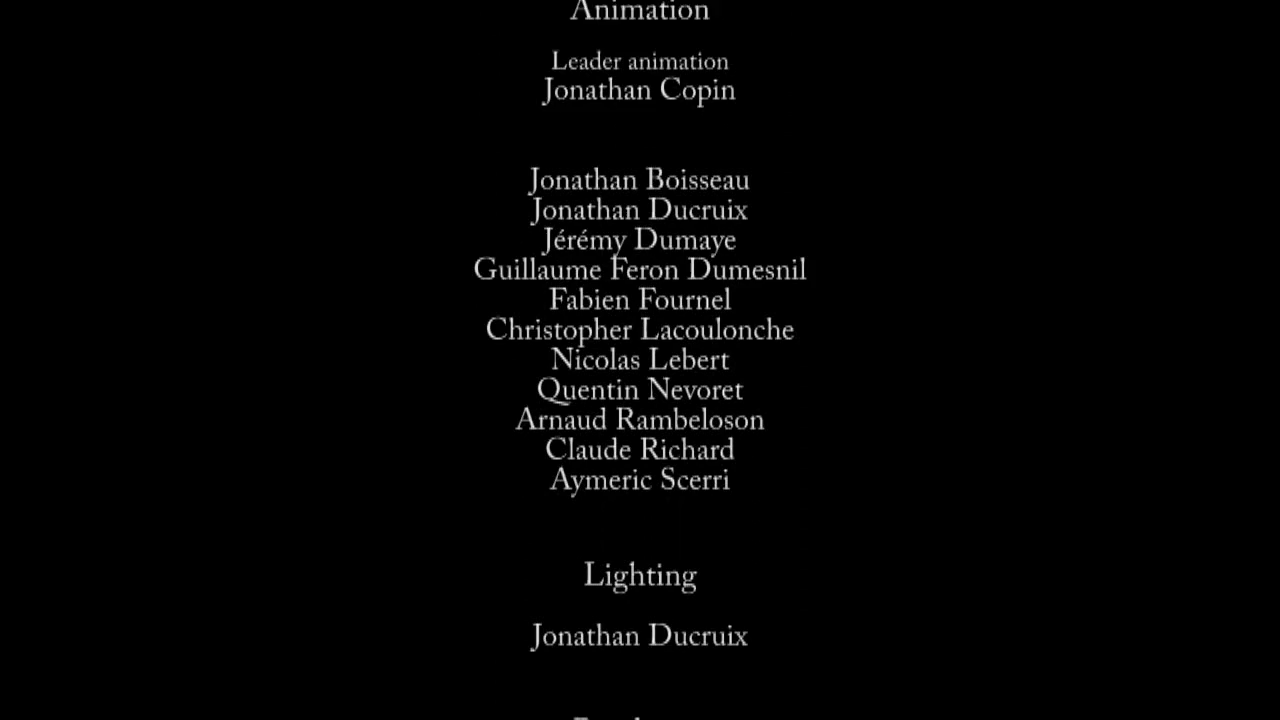 Animation
Leader animation
Jonathan Copin
Jonathan Boisseau
Jonathan Ducruix
Jérémy Dumaye
Guillaume Feron Dumesnil
Fabien Fournel
Christopher Lacoulonche
Nicolas Lebert
Quentin Nevoret
Arnaud Rambeloson
Claude Richard
Aymeric Scerri
Lighting
Jonathan Ducruix